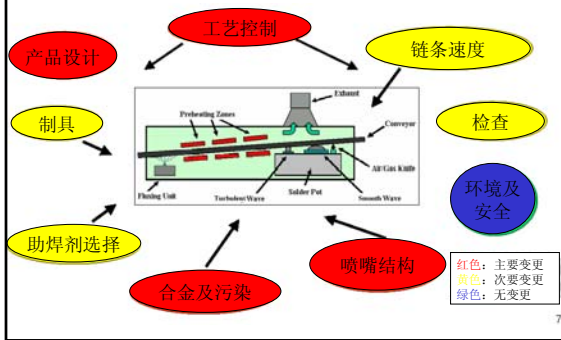 工艺控制
产品设计
链条速度
Exhaust
Preheating Zones
Conveyor
制具
检查
Air/Gas Knife
Fluxing Unit
Turbulent Wave
Solder Pot
Smooth Wave
环境及
安全
助焊剂选择
喷嘴结构
合金及污染
红色：主要变更
黄色：次要变更
绿色：无变更
7